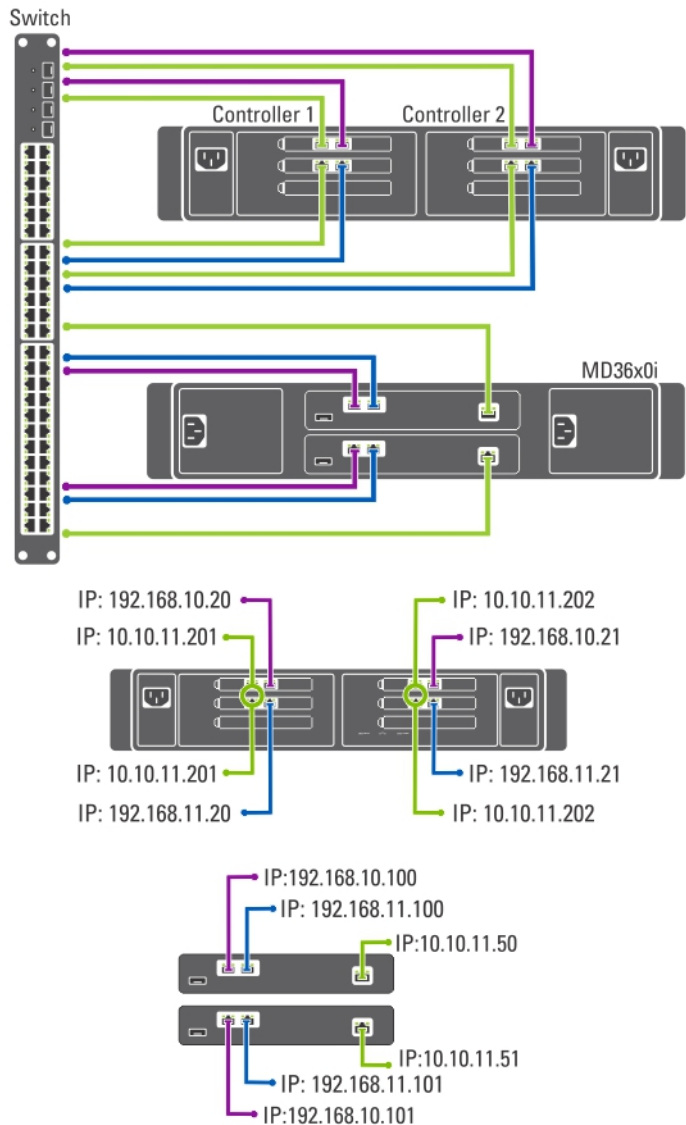 Switch
Controller 1
Controller 2
MD36x0i
IP: 192.168.10.20
IP: 10.10.11.202
IP: 10.10.11.201
IP: 192.168.10.21
IP: 10.10.11.201
IP: 192.168.11.21
IP: 192.168.11.20
IP: 10.10.11.202
IP:192.168.10.100
IP: 192.168.11.100
IP:10.10.11.50
IP:10.10.11.51
IP: 192.168.11.101
IP:192.168.10.101